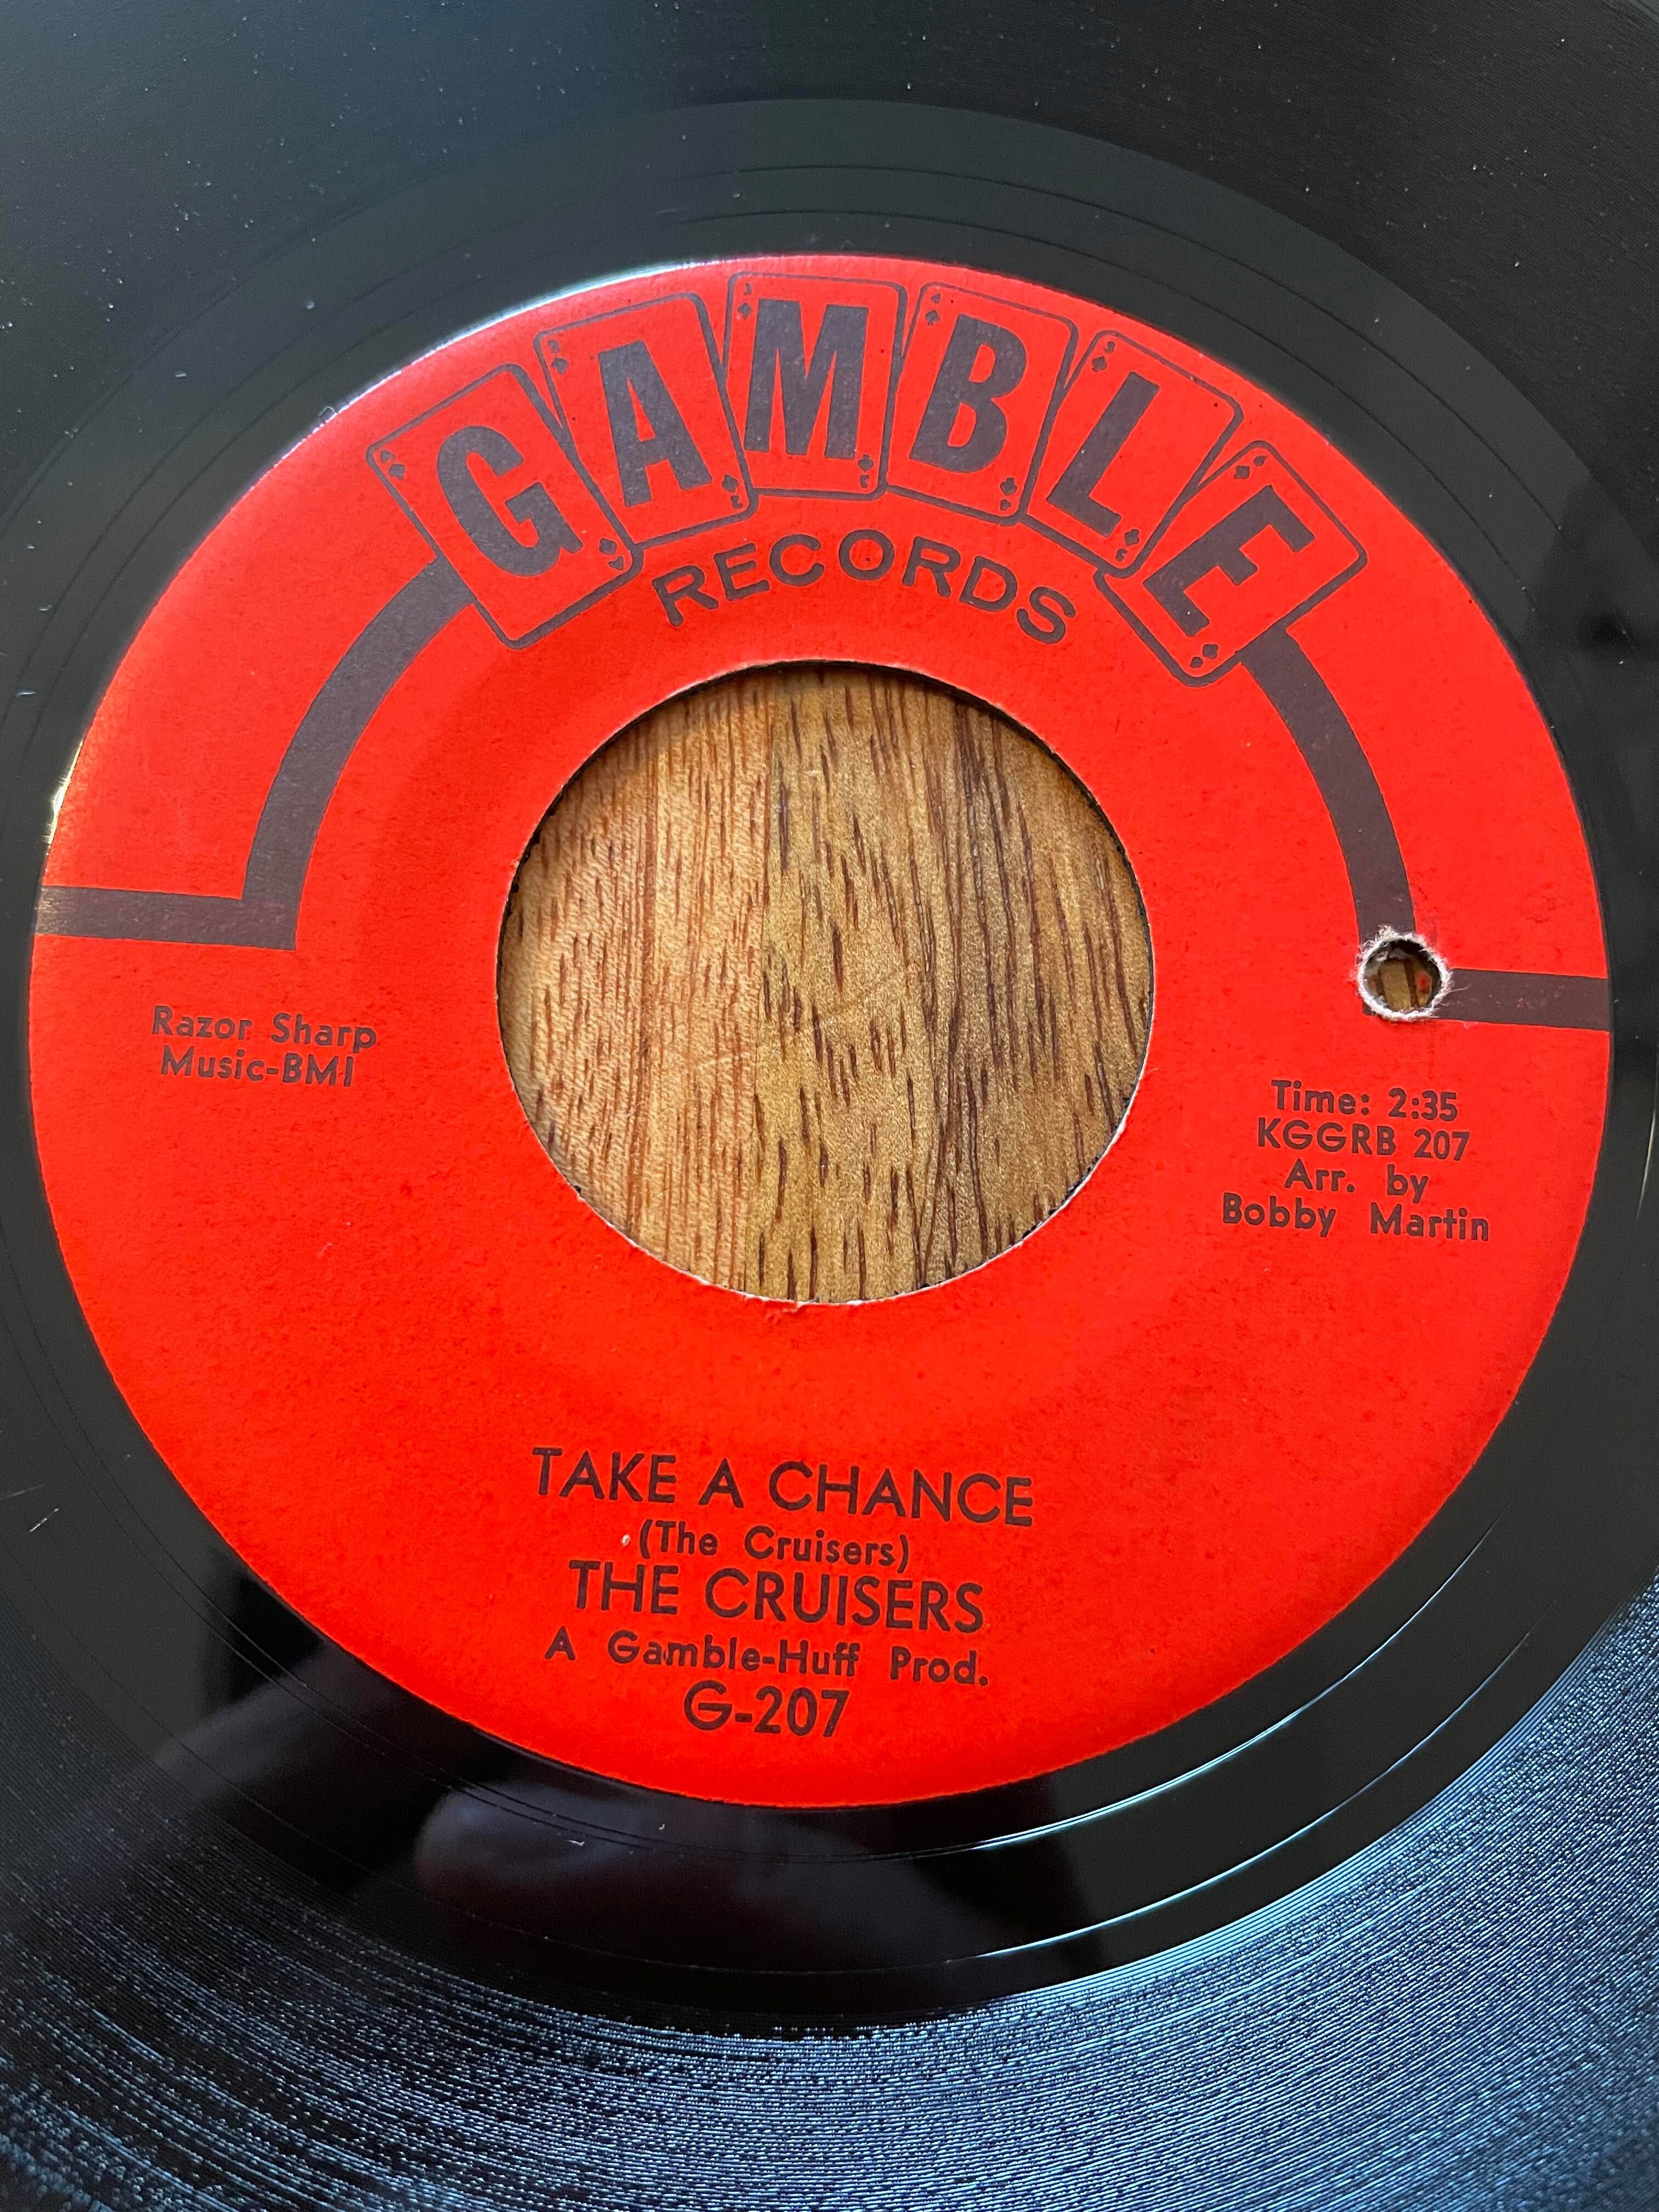 GAMBLE
RECORDS
Razor Sharp
Music-BMI
Time: 2:35
KGGRB 207
Arr. by
Bobby Martin
TAKE A CHANCE
(The Cruisers)
THE CRUISERS
A Gamble-Huff Prod.
G-207